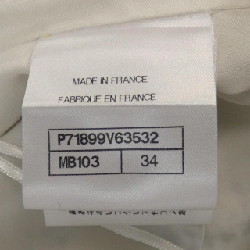 MADE IN FRANCE
FABRIQUE EN FRANCE
P71899V63532
MB103 34